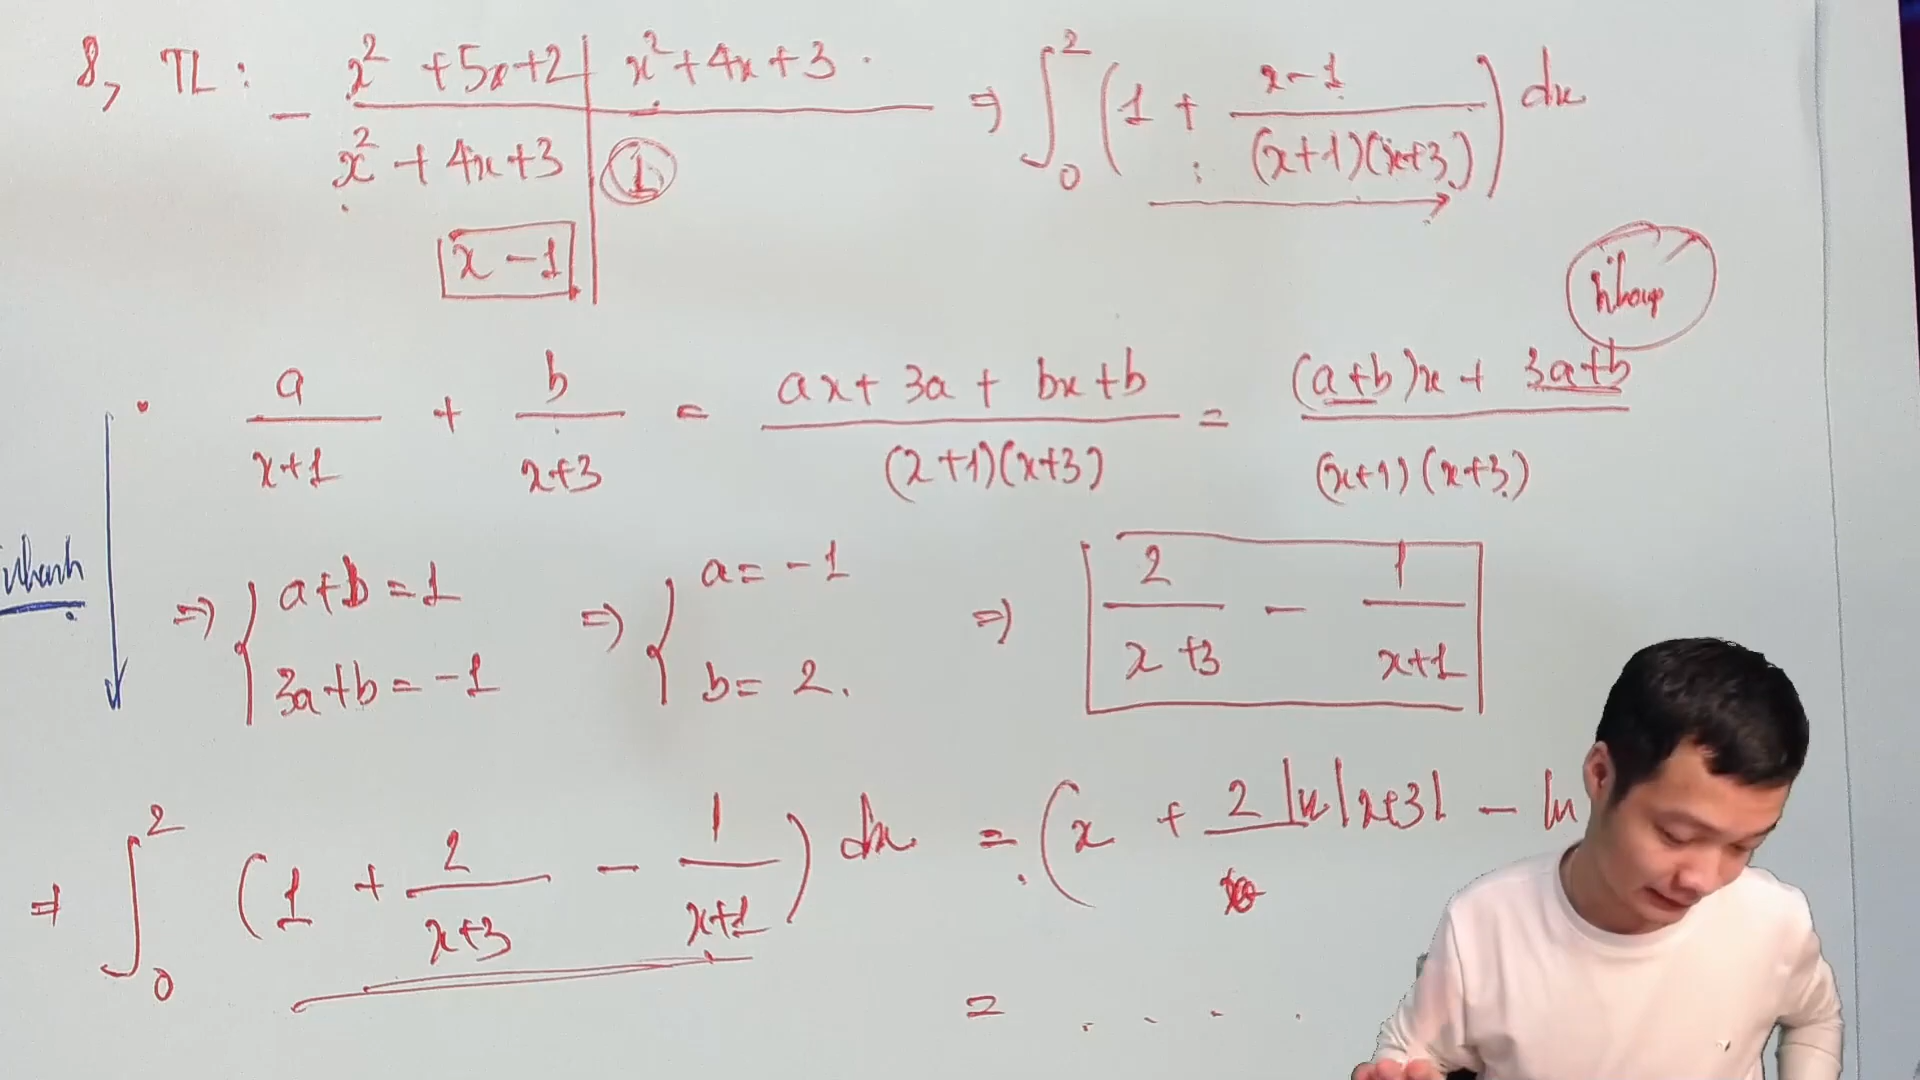 8, TL: x² + 5x + 2 | x² + 4x + 3
− x² + 4x + 3 | 1
x − 1
⇒ ∫₀² (1 + (x−1)/((x+1)(x+3))) dx
nháp
a/(x+1) + b/(x+3) = (ax + 3a + bx + b)/((x+1)(x+3)) = ((a+b)x + 3a+b)/((x+1)(x+3))
⇒ { a+b = 1
3a+b = −1
⇒ { a = −1
b = 2.
⇒ 2/(x+3) − 1/(x+1)
⇒ ∫₀² (1 + 2/(x+3) − 1/(x+1)) dx = (x + 2 ln|x+3| − ln
= . . . .